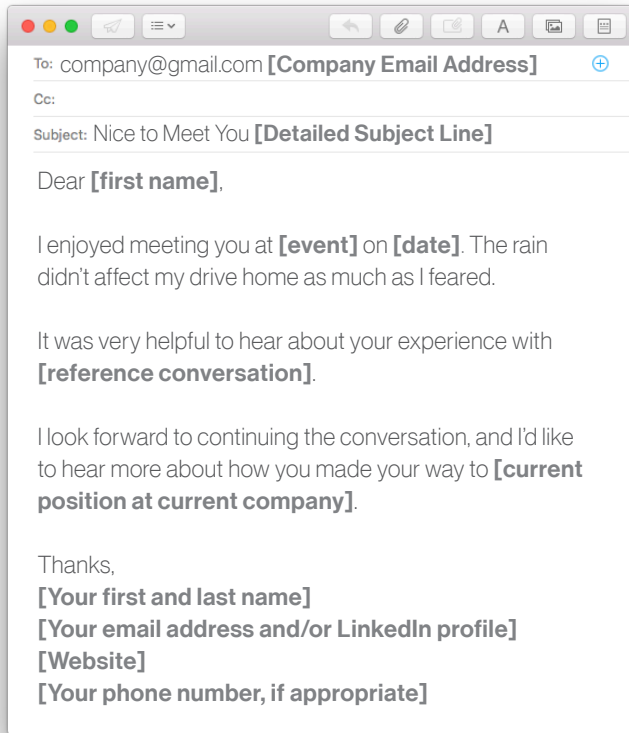 To: company@gmail.com [Company Email Address]
Cc:
Subject: Nice to Meet You [Detailed Subject Line]
Dear [first name],
I enjoyed meeting you at [event] on [date]. The rain
didn't affect my drive home as much as I feared.
It was very helpful to hear about your experience with
[reference conversation].
I look forward to continuing the conversation, and I'd like
to hear more about how you made your way to [current
position at current company].
Thanks,
[Your first and last name]
[Your email address and/or LinkedIn profile]
[Website]
[Your phone number, if appropriate]